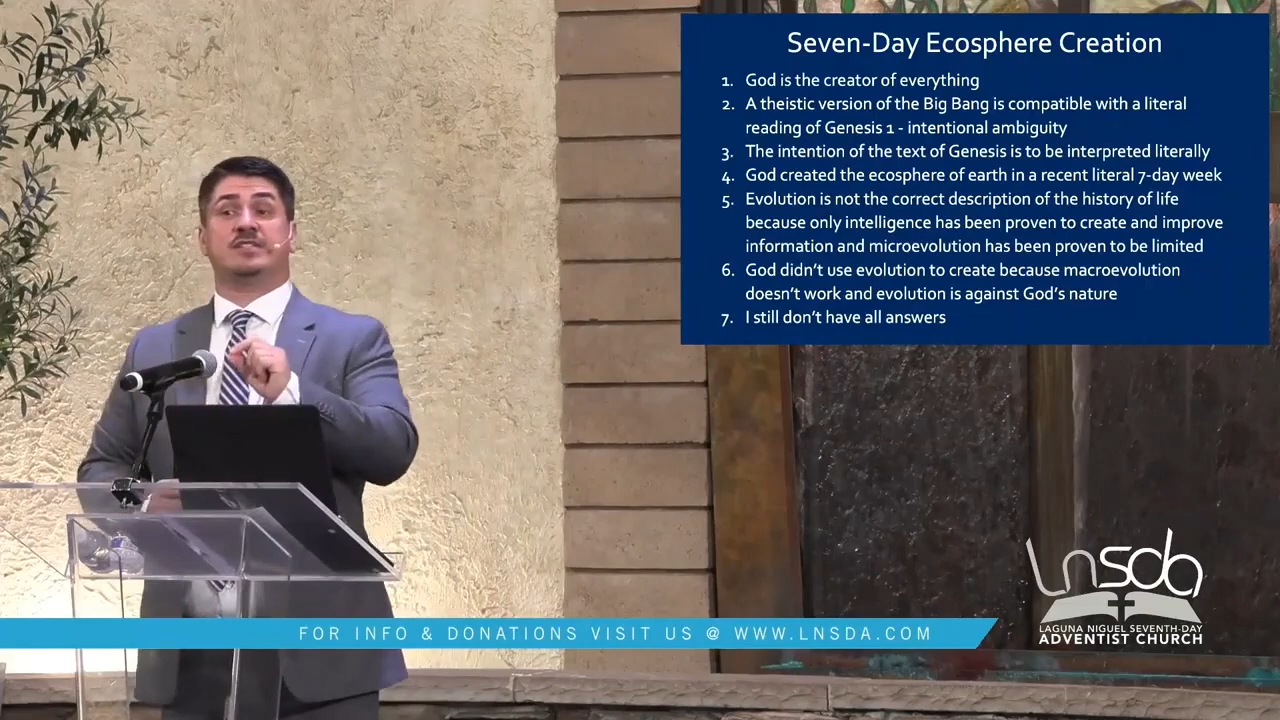 Seven-Day Ecosphere Creation
1. God is the creator of everything
2. A theistic version of the Big Bang is compatible with a literal
reading of Genesis 1 - intentional ambiguity
3. The intention of the text of Genesis is to be interpreted literally
4. God created the ecosphere of earth in a recent literal 7-day week
5. Evolution is not the correct description of the history of life
because only intelligence has been proven to create and improve
information and microevolution has been proven to be limited
6. God didn't use evolution to create because macroevolution
doesn't work and evolution is against God's nature
7. I still don't have all answers
lnsda
LAGUNA NIGUEL SEVENTH-DAY
ADVENTIST CHURCH
FOR INFO & DONATIONS VISIT US @ WWW.LNSDA.COM